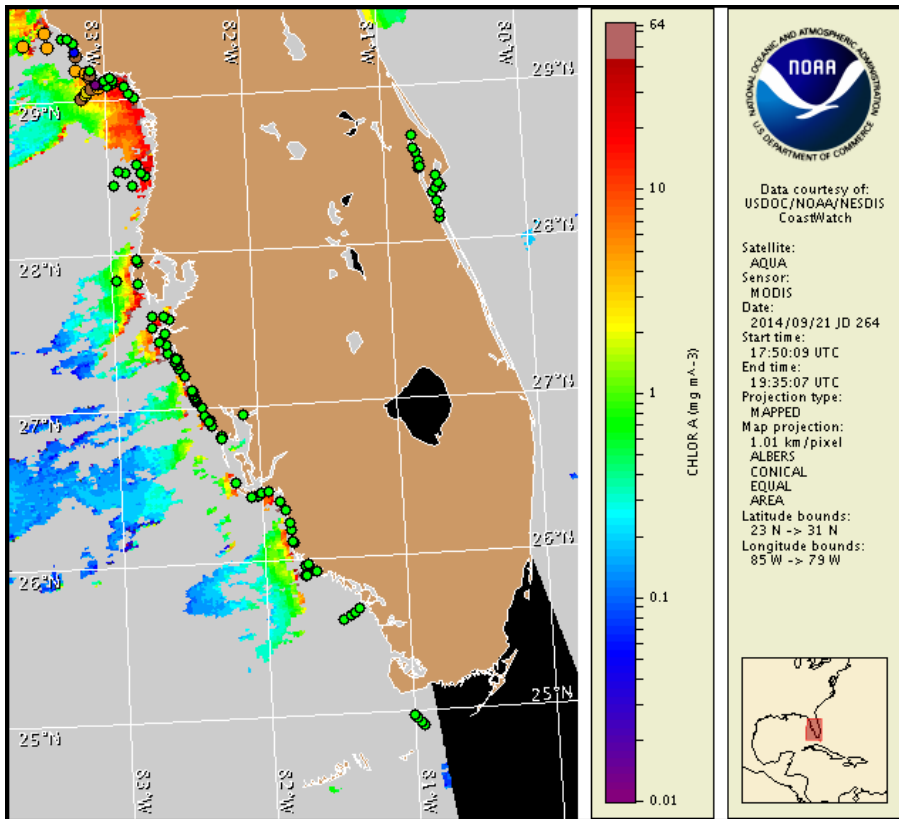 83°W
82°W
81°W
80°W
29°N
29°N
28°N
28°N
27°N
27°N
26°N
26°N
25°N
25°N
83°W
82°W
81°W
64
10
1
0.1
0.01
CHLOR A (mg m^-3)
NATIONAL OCEANIC AND ATMOSPHERIC ADMINISTRATION
NOAA
U.S. DEPARTMENT OF COMMERCE
Data courtesy of:
USDOC/NOAA/NESDIS
CoastWatch
Satellite:
AQUA
Sensor:
MODIS
Date:
2014/09/21 JD 264
Start time:
17:50:09 UTC
End time:
19:35:07 UTC
Projection type:
MAPPED
Map projection:
1.01 km/pixel
ALBERS
CONICAL
EQUAL
AREA
Latitude bounds:
23 N -> 31 N
Longitude bounds:
85 W -> 79 W